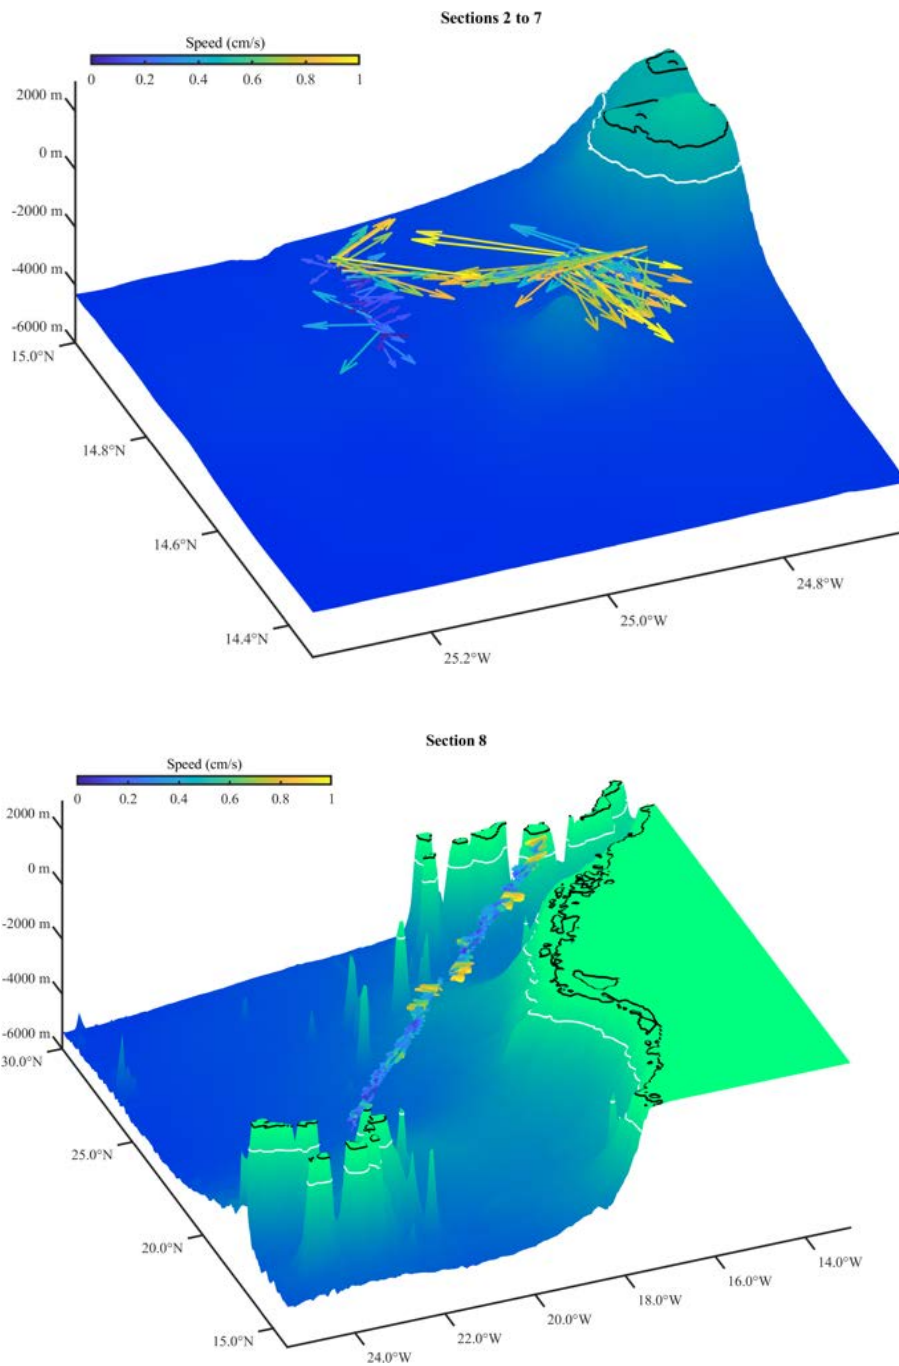 Sections 2 to 7
Speed (cm/s)
0 0.2 0.4 0.6 0.8 1
2000 m
0 m
-2000 m
-4000 m
-6000 m
15.0°N
14.8°N
14.6°N
14.4°N
25.2°W
25.0°W
24.8°W
Section 8
Speed (cm/s)
0 0.2 0.4 0.6 0.8 1
2000 m
0 m
-2000 m
-4000 m
-6000 m
30.0°N
25.0°N
20.0°N
15.0°N
24.0°W
22.0°W
20.0°W
18.0°W
16.0°W
14.0°W